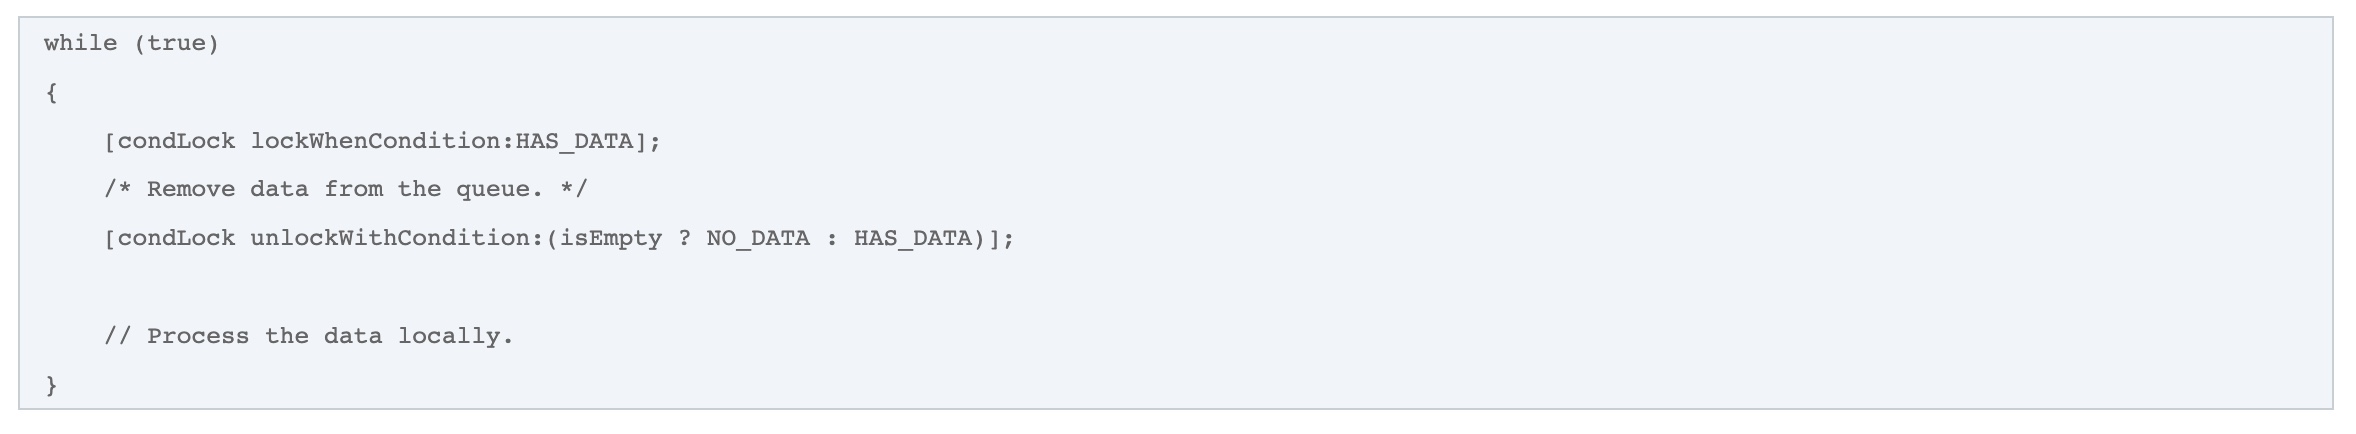 while (true)
{
    [condLock lockWhenCondition:HAS_DATA];
    /* Remove data from the queue. */
    [condLock unlockWithCondition:(isEmpty ? NO_DATA : HAS_DATA)];

    // Process the data locally.
}